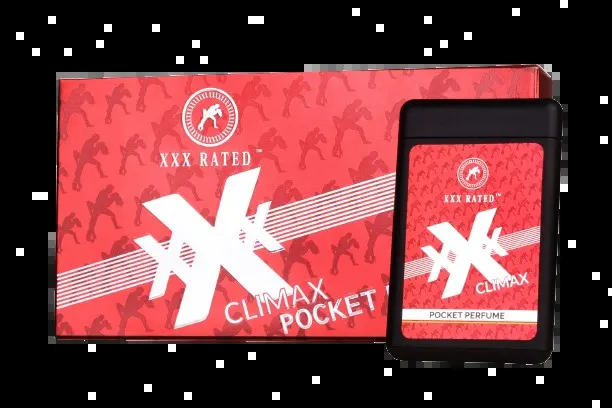 XXX RATED™
XXX
CLIMAX
POCKET
XXX RATED™
XXX
CLIMAX
POCKET PERFUME